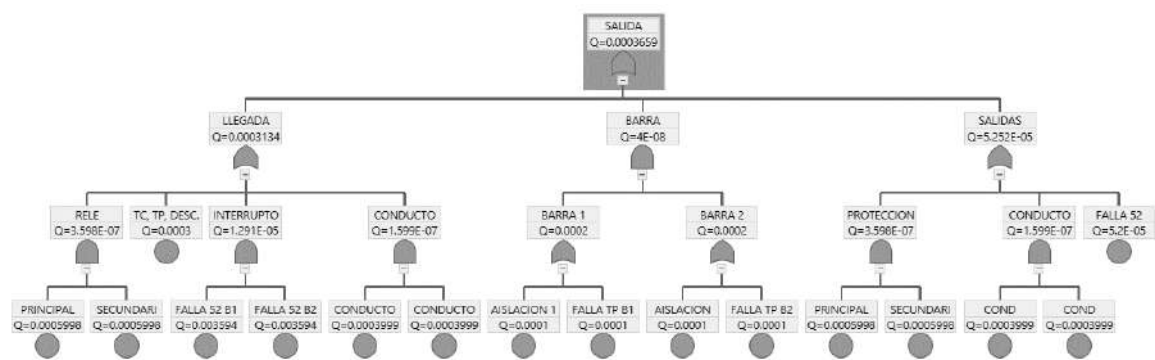 SALIDA
Q=0.0003659
LLEGADA
Q=0.0003134
BARRA
Q=4E-08
SALIDAS
Q=5.252E-05
RELE
Q=3.598E-07
TC, TP, DESC.
Q=0.0003
INTERRUPTO
Q=1.291E-05
CONDUCTO
Q=1.599E-07
BARRA 1
Q=0.0002
BARRA 2
Q=0.0002
PROTECCION
Q=3.598E-07
CONDUCTO
Q=1.599E-07
FALLA 52
Q=5.2E-05
PRINCIPAL
Q=0.0005998
SECUNDARI
Q=0.0005998
FALLA 52 B1
Q=0.003594
FALLA 52 B2
Q=0.003594
CONDUCTO
Q=0.0003999
CONDUCTO
Q=0.0003999
AISLACION 1
Q=0.0001
FALLA TP B1
Q=0.0001
AISLACION
Q=0.0001
FALLA TP B2
Q=0.0001
PRINCIPAL
Q=0.0005998
SECUNDARI
Q=0.0005998
COND
Q=0.0003999
COND
Q=0.0003999